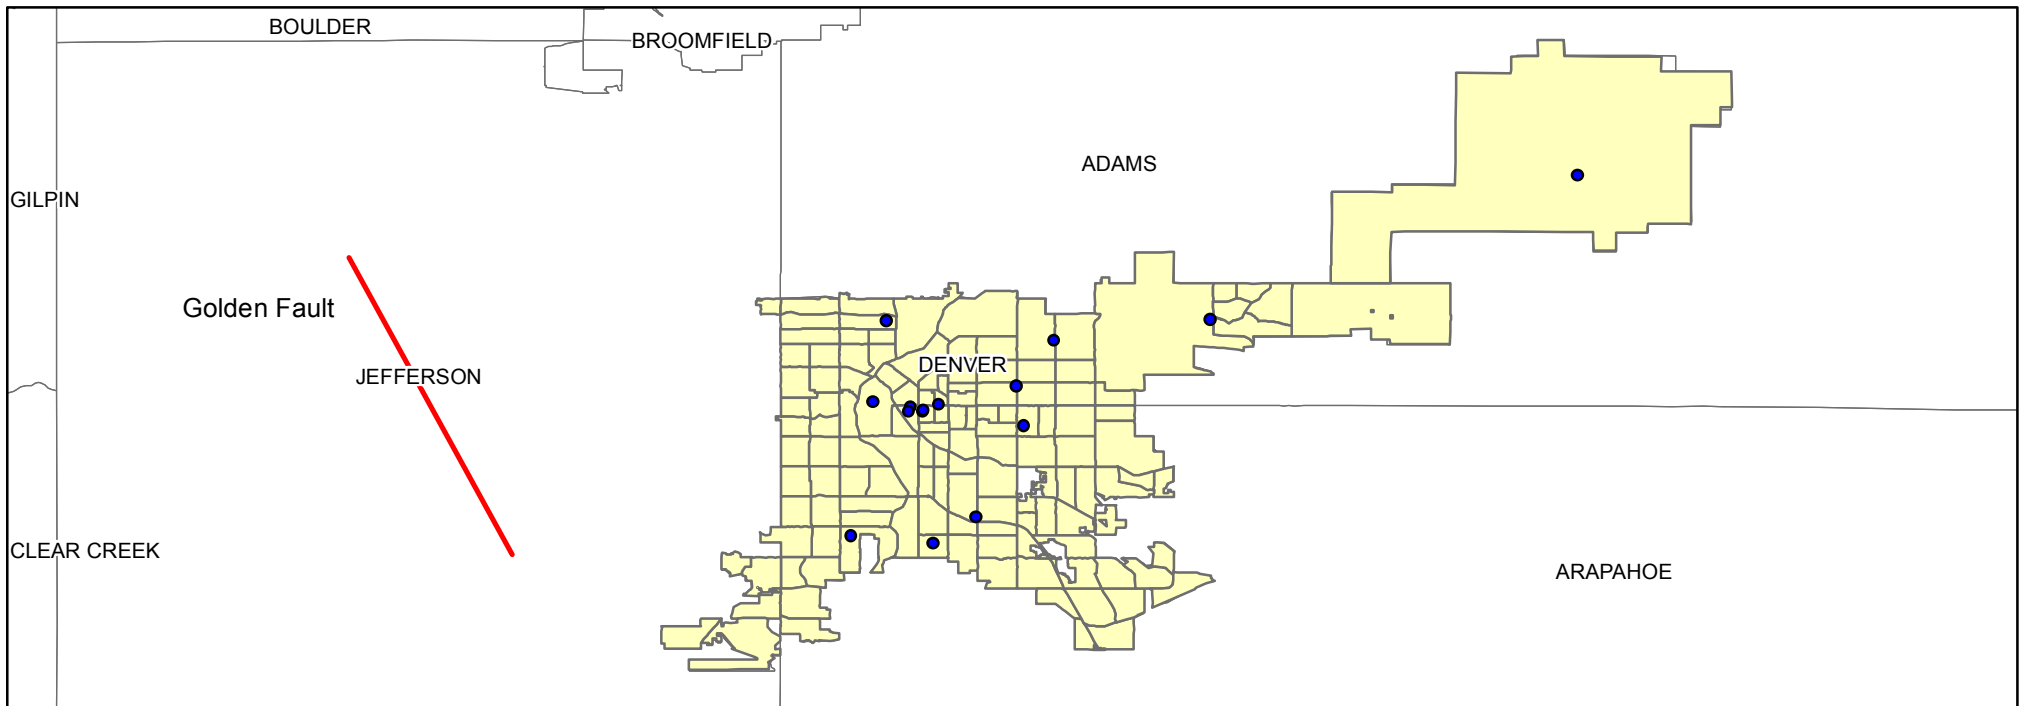 BOULDER
BROOMFIELD
ADAMS
GILPIN
Golden Fault
DENVER
JEFFERSON
CLEAR CREEK
ARAPAHOE